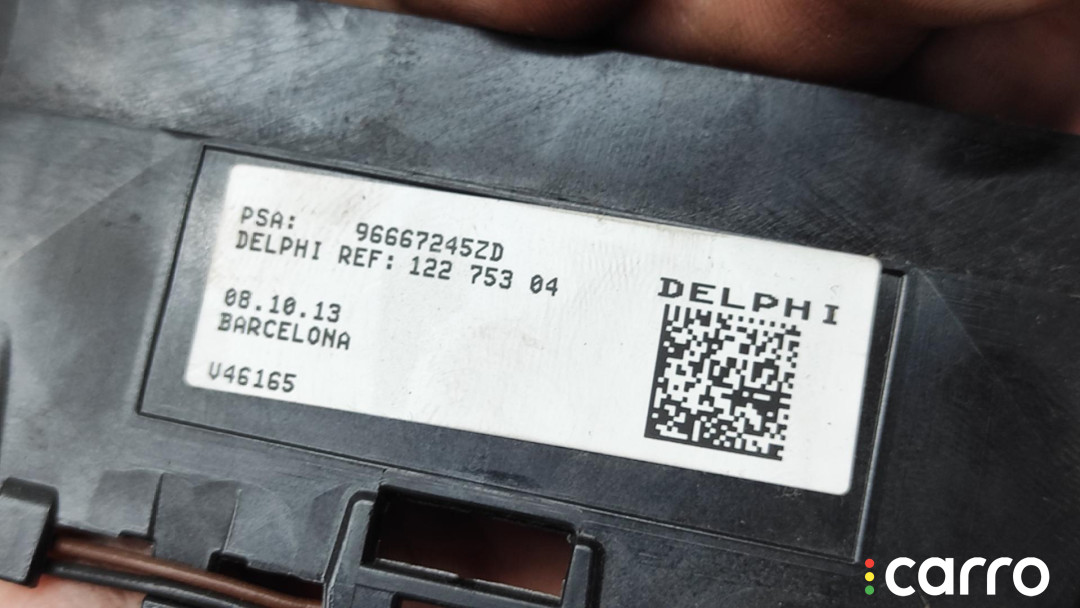 PSA: 96667245ZD
DELPHI REF: 122 753 04
08.10.13
BARCELONA
V46165
DELPHI
carro